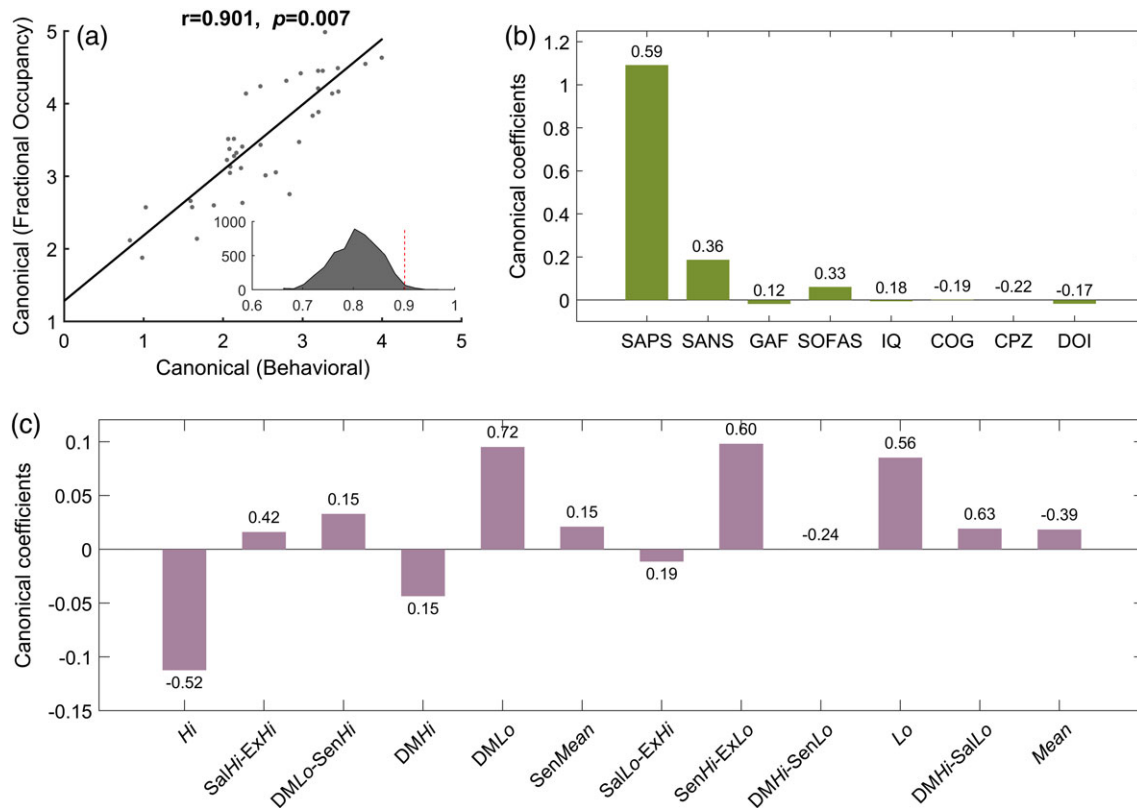 (a)
r=0.901, p=0.007
Canonical (Fractional Occupancy)
5
4
3
2
1
0 1 2 3 4 5
Canonical (Behavioral)
1000
500
0
0.6 0.7 0.8 0.9 1
(b)
Canonical coefficients
1.2
1
0.8
0.6
0.4
0.2
0
0.59 0.36 0.12 0.33 0.18 -0.19 -0.22 -0.17
SAPS SANS GAF SOFAS IQ COG CPZ DOI
(c)
Canonical coefficients
0.1
0.05
0
-0.05
-0.1
-0.15
-0.52 0.42 0.15 0.15 0.72 0.15 0.19 0.60 -0.24 0.56 0.63 -0.39
Hi
SalHi-ExHi
DMLo-SenHi
DMHi
DMLo
SenMean
SalLo-ExHi
SenHi-ExLo
DMHi-SenLo
Lo
DMHi-SalLo
Mean